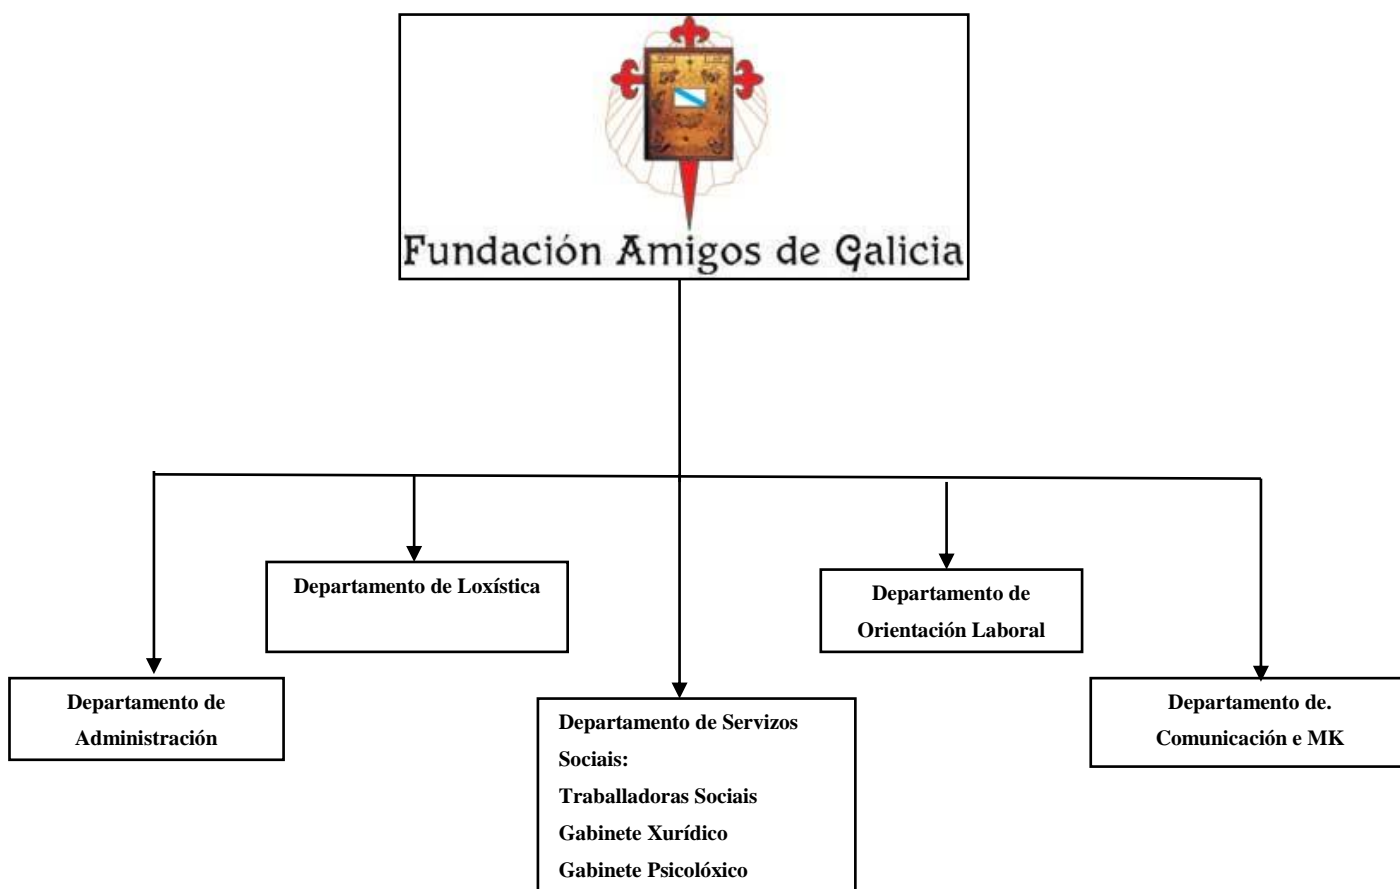 Fundación Amigos de Galicia
Departamento de Loxística
Departamento de
Orientación Laboral
Departamento de
Administración
Departamento de Servizos
Sociais:
Traballadoras Sociais
Gabinete Xurídico
Gabinete Psicolóxico
Departamento de.
Comunicación e MK